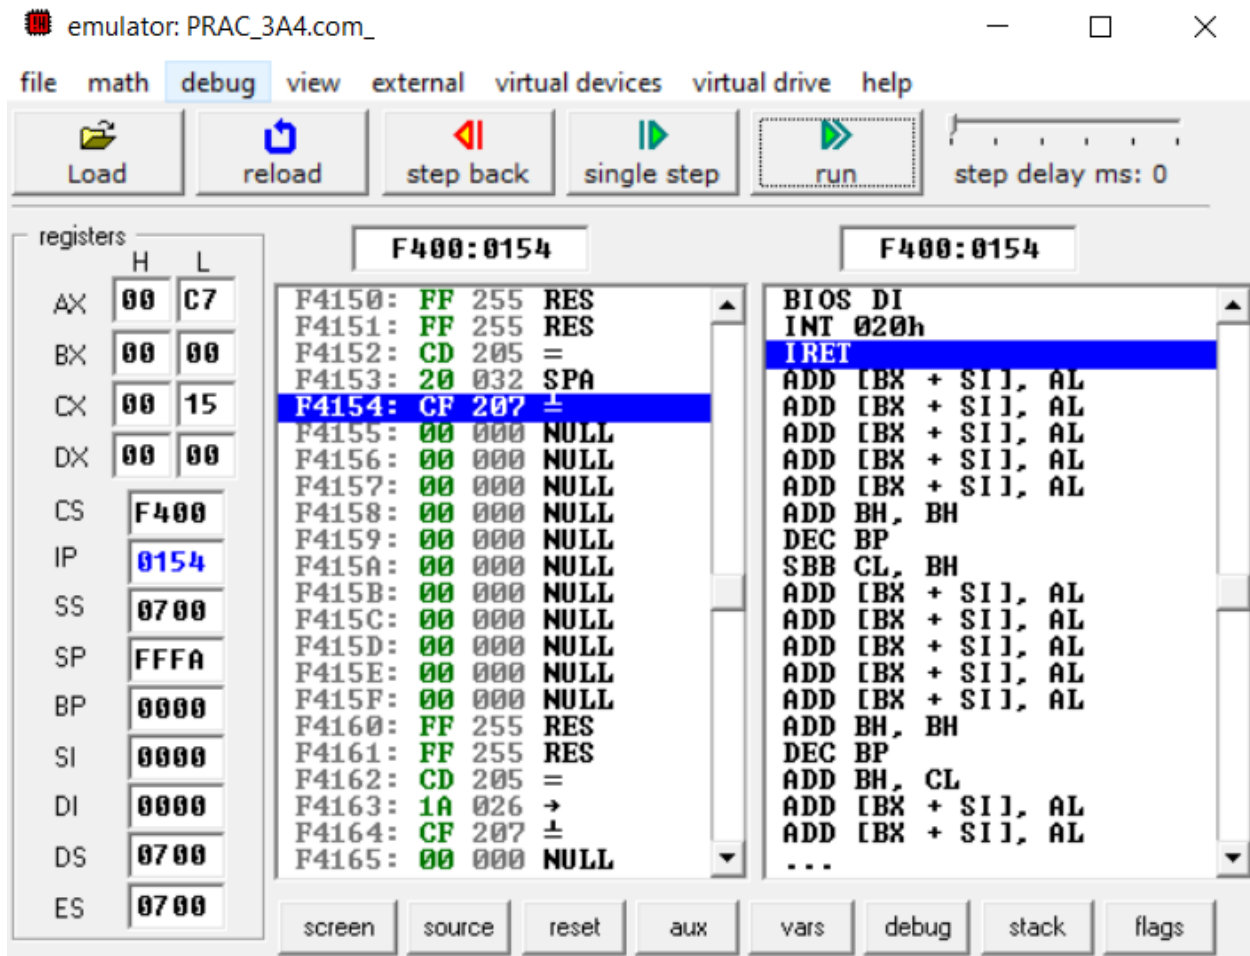 emulator: PRAC_3A4.com_
file math debug view external virtual devices virtual drive help
Load reload step back single step run step delay ms: 0
registers
H L
F400:0154 F400:0154
AX 00 C7
BX 00 00
CX 00 15
DX 00 00
CS F400
IP 0154
SS 0700
SP FFFA
BP 0000
SI 0000
DI 0000
DS 0700
ES 0700
F4150: FF 255 RES
F4151: FF 255 RES
F4152: CD 205 =
F4153: 20 032 SPA
F4154: CF 207 ╧
F4155: 00 000 NULL
F4156: 00 000 NULL
F4157: 00 000 NULL
F4158: 00 000 NULL
F4159: 00 000 NULL
F415A: 00 000 NULL
F415B: 00 000 NULL
F415C: 00 000 NULL
F415D: 00 000 NULL
F415E: 00 000 NULL
F415F: 00 000 NULL
F4160: FF 255 RES
F4161: FF 255 RES
F4162: CD 205 =
F4163: 1A 026 →
F4164: CF 207 ╧
F4165: 00 000 NULL
BIOS DI
INT 020h
IRET
ADD [BX + SI], AL
ADD [BX + SI], AL
ADD [BX + SI], AL
ADD [BX + SI], AL
ADD [BX + SI], AL
ADD BH, BH
DEC BP
SBB CL, BH
ADD [BX + SI], AL
ADD [BX + SI], AL
ADD [BX + SI], AL
ADD [BX + SI], AL
ADD [BX + SI], AL
ADD BH, BH
DEC BP
ADD BH, CL
ADD [BX + SI], AL
ADD [BX + SI], AL
...
screen source reset aux vars debug stack flags